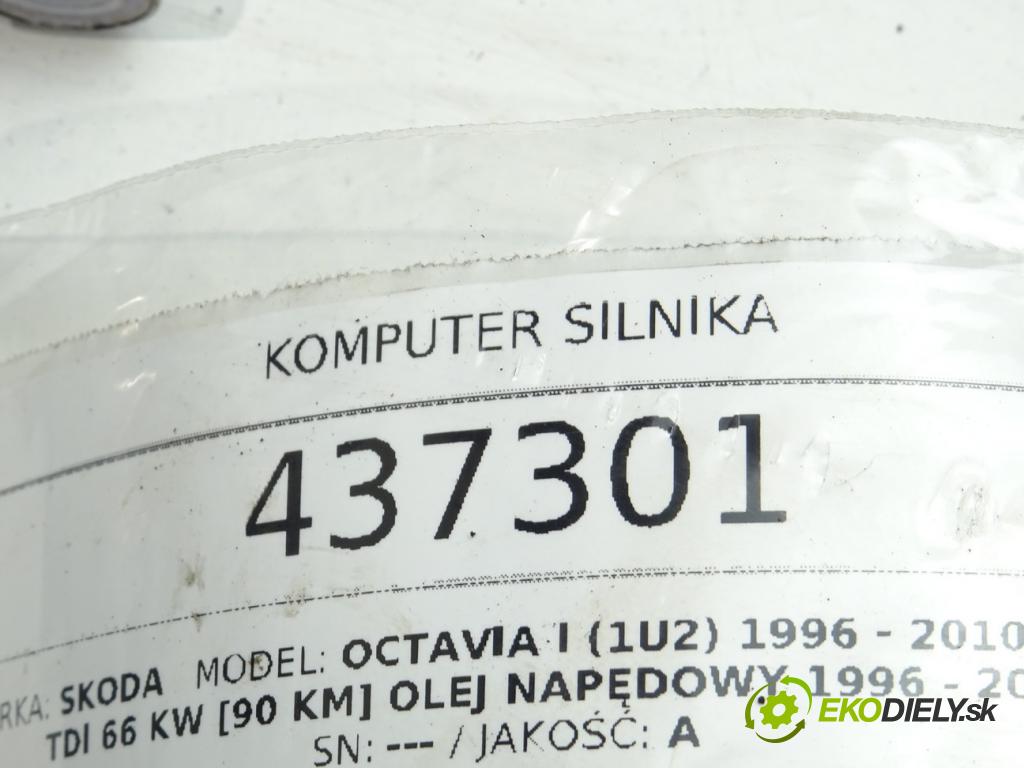 KOMPUTER SILNIKA
437301
RKA: SKODA MODEL: OCTAVIA I (1U2) 1996 - 2010
TDI 66 KW [90 KM] OLEJ NAPĘDOWY 1996 - 20
SN: --- / JAKOŚĆ: A
EKODIELY.sk